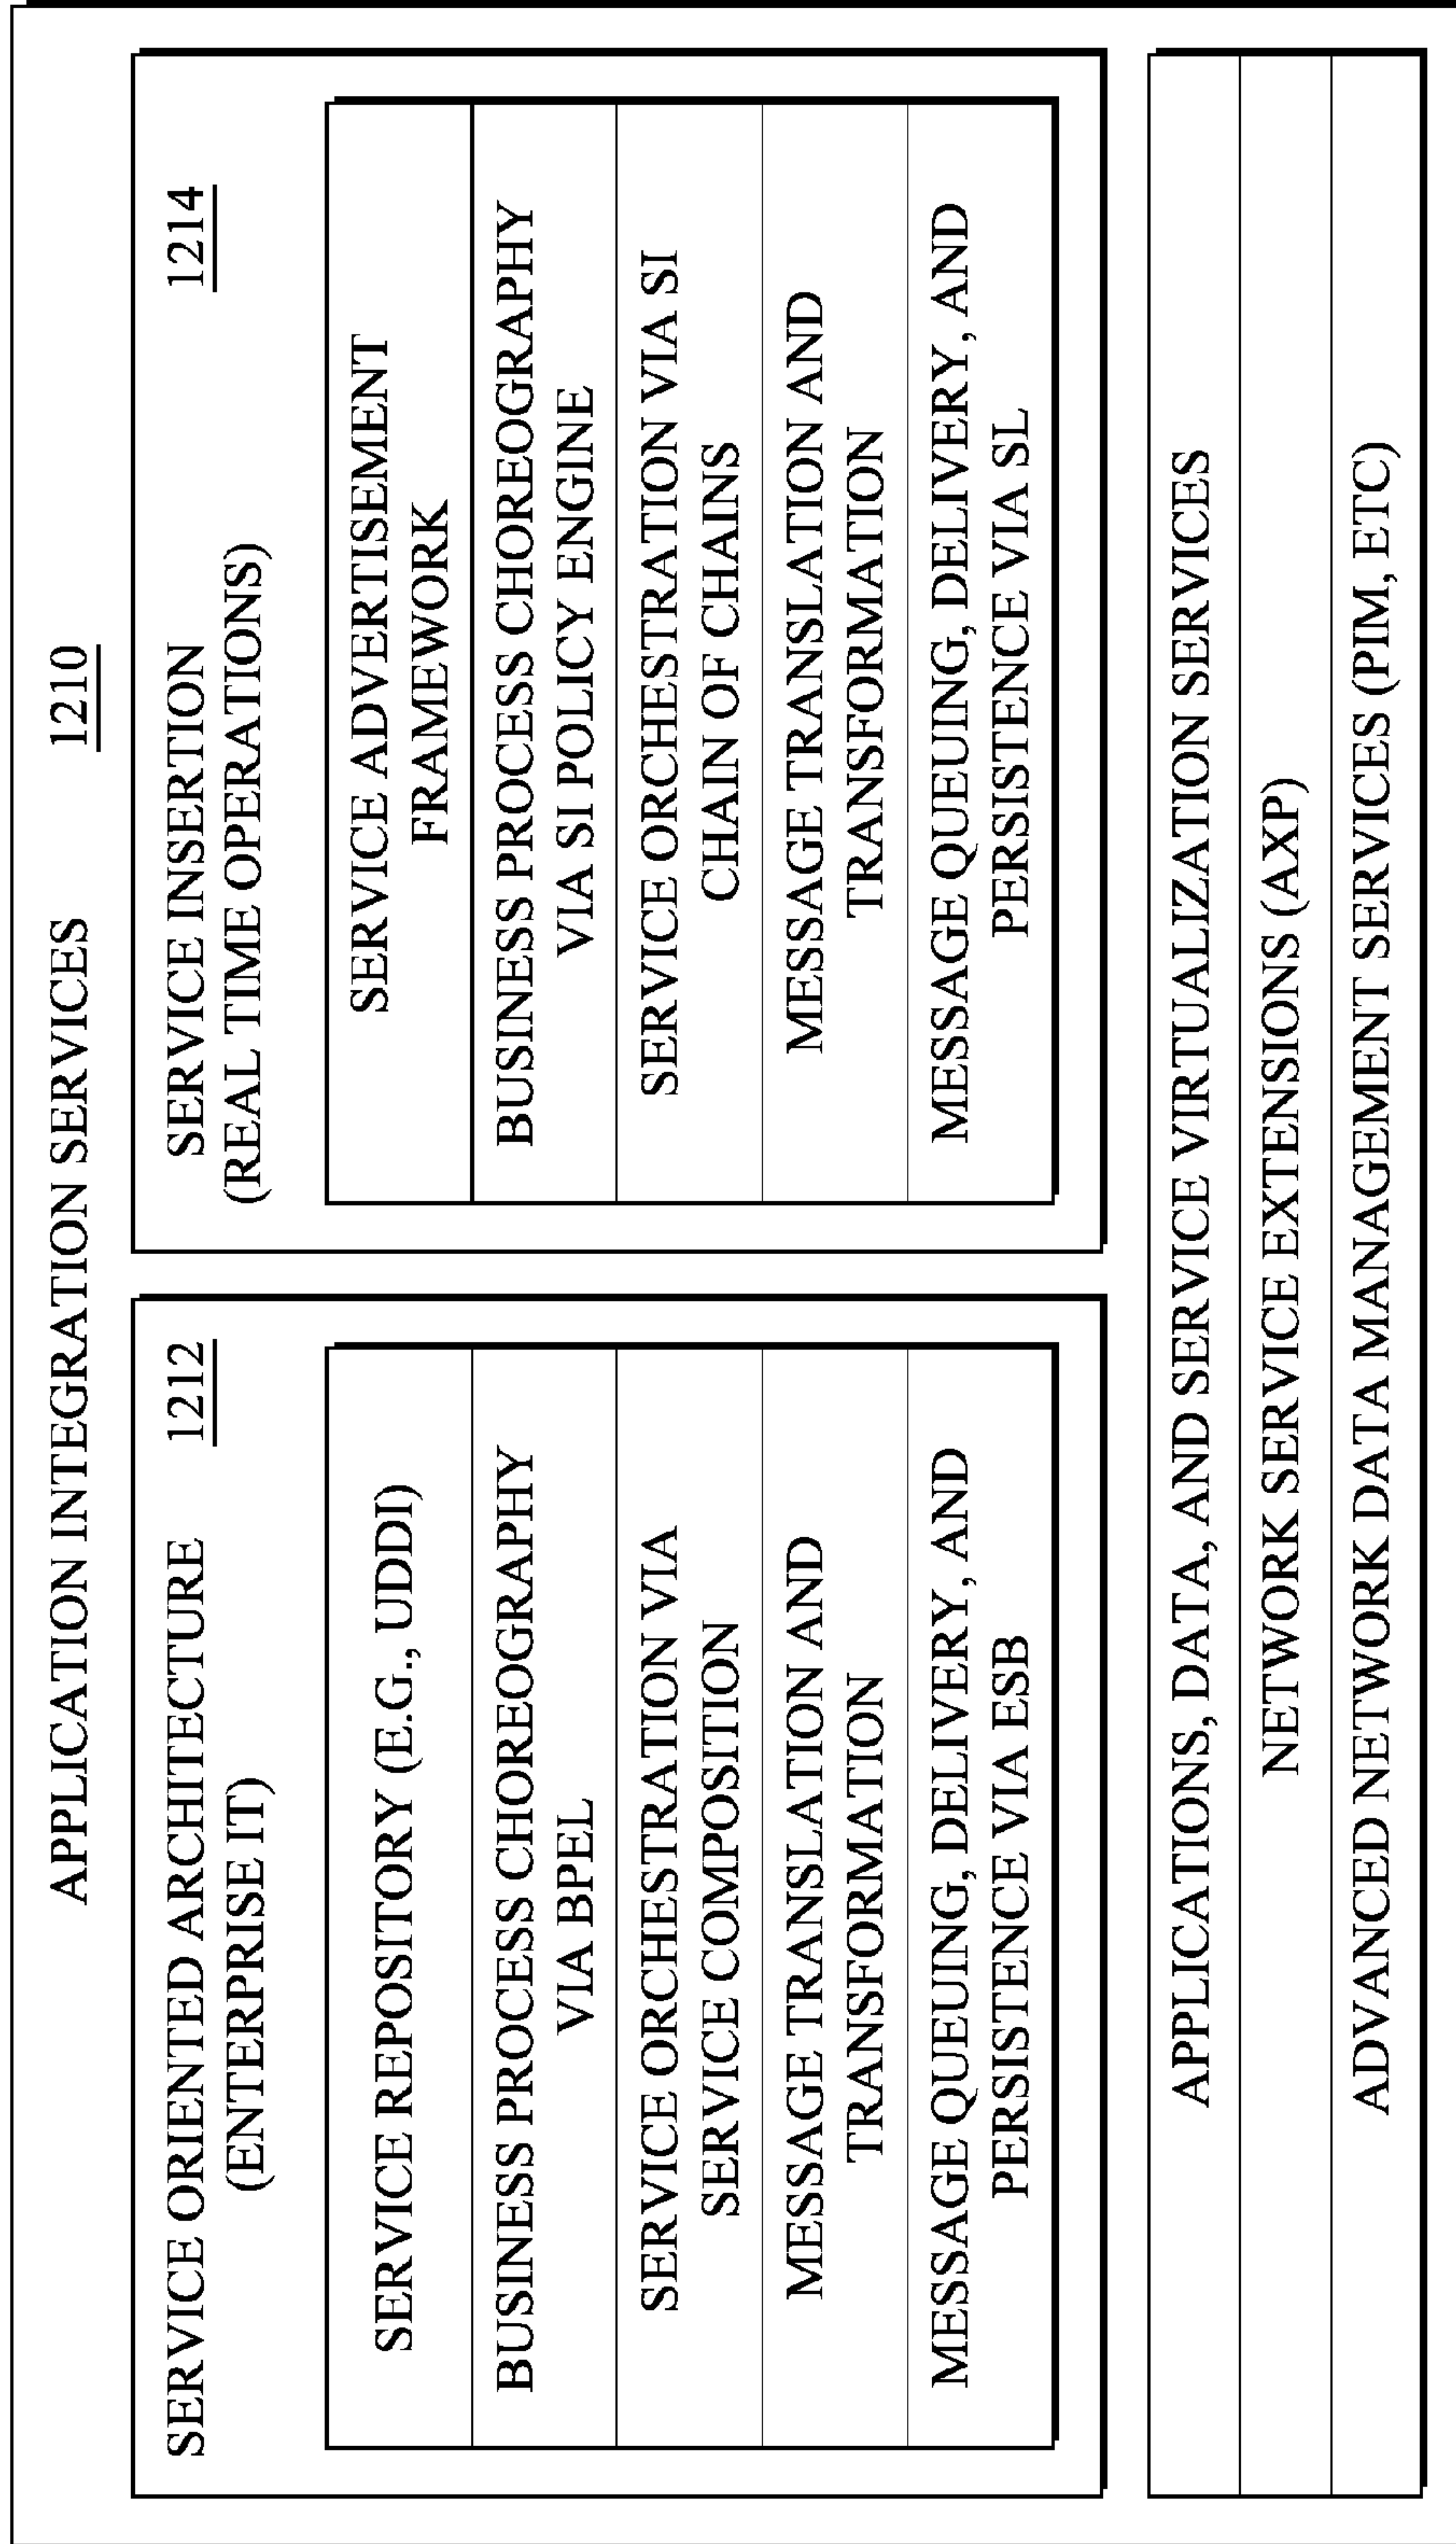 APPLICATION INTEGRATION SERVICES 1210
SERVICE ORIENTED ARCHITECTURE 1212
(ENTERPRISE IT)
SERVICE REPOSITORY (E.G., UDDI)
BUSINESS PROCESS CHOREOGRAPHY
VIA BPEL
SERVICE ORCHESTRATION VIA
SERVICE COMPOSITION
MESSAGE TRANSLATION AND
TRANSFORMATION
MESSAGE QUEUING, DELIVERY, AND
PERSISTENCE VIA ESB
SERVICE INSERTION 1214
(REAL TIME OPERATIONS)
SERVICE ADVERTISEMENT
FRAMEWORK
BUSINESS PROCESS CHOREOGRAPHY
VIA SI POLICY ENGINE
SERVICE ORCHESTRATION VIA SI
CHAIN OF CHAINS
MESSAGE TRANSLATION AND
TRANSFORMATION
MESSAGE QUEUING, DELIVERY, AND
PERSISTENCE VIA SL
APPLICATIONS, DATA, AND SERVICE VIRTUALIZATION SERVICES
NETWORK SERVICE EXTENSIONS (AXP)
ADVANCED NETWORK DATA MANAGEMENT SERVICES (PIM, ETC)